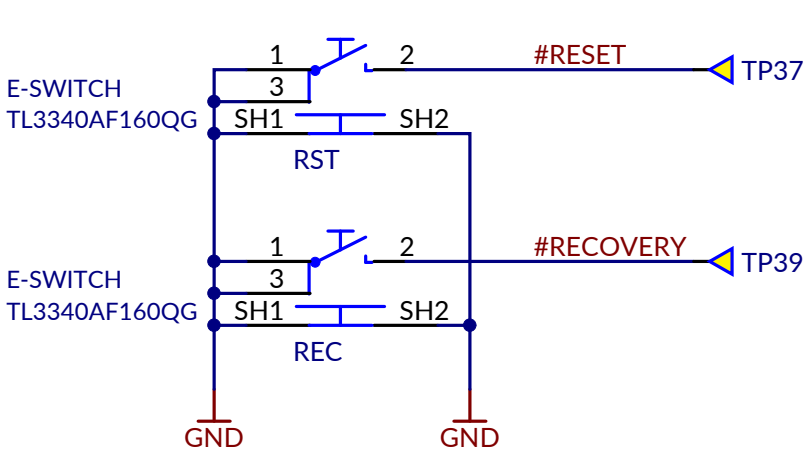 1
2
#RESET
TP37
E-SWITCH
3
TL3340AF160QG
SH1
SH2
RST
1
2
#RECOVERY
TP39
E-SWITCH
3
TL3340AF160QG
SH1
SH2
REC
GND
GND